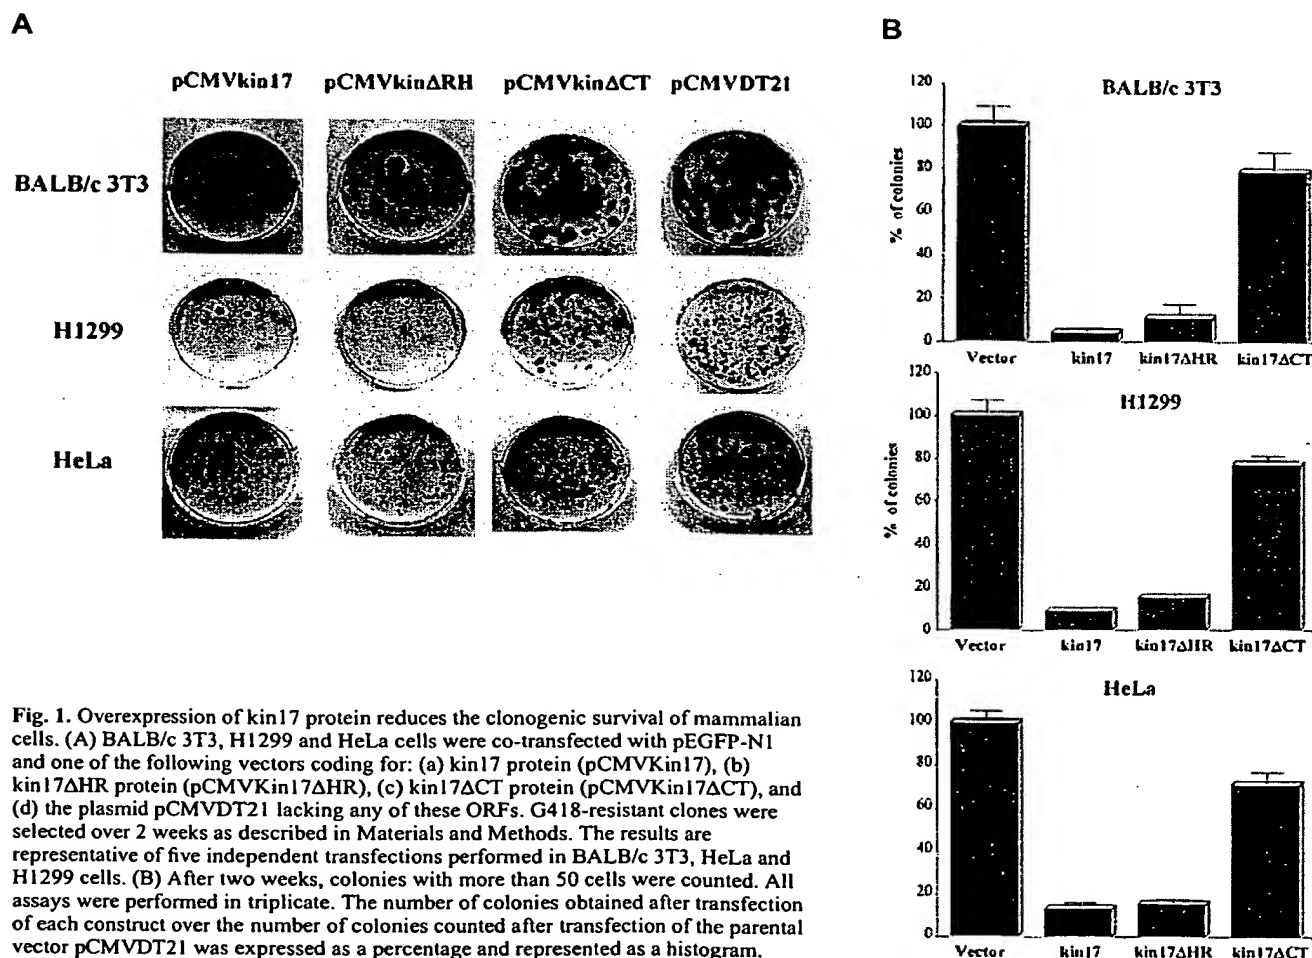 A
pCMVkin17 pCMVkinΔRH pCMVkinΔCT pCMVDT21
BALB/c 3T3
H1299
HeLa
B
BALB/c 3T3
% of colonies
120
100
80
60
40
20
0
Vector kin17 kin17ΔHR kin17ΔCT
H1299
% of colonies
120
100
80
60
40
20
0
Vector kin17 kin17ΔHR kin17ΔCT
HeLa
120
100
80
60
40
20
0
Vector kin17 kin17ΔHR kin17ΔCT
Fig. 1. Overexpression of kin17 protein reduces the clonogenic survival of mammalian
cells. (A) BALB/c 3T3, H1299 and HeLa cells were co-transfected with pEGFP-N1
and one of the following vectors coding for: (a) kin17 protein (pCMVKin17), (b)
kin17ΔHR protein (pCMVKin17ΔHR), (c) kin17ΔCT protein (pCMVKin17ΔCT), and
(d) the plasmid pCMVDT21 lacking any of these ORFs. G418-resistant clones were
selected over 2 weeks as described in Materials and Methods. The results are
representative of five independent transfections performed in BALB/c 3T3, HeLa and
H1299 cells. (B) After two weeks, colonies with more than 50 cells were counted. All
assays were performed in triplicate. The number of colonies obtained after transfection
of each construct over the number of colonies counted after transfection of the parental
vector pCMVDT21 was expressed as a percentage and represented as a histogram.